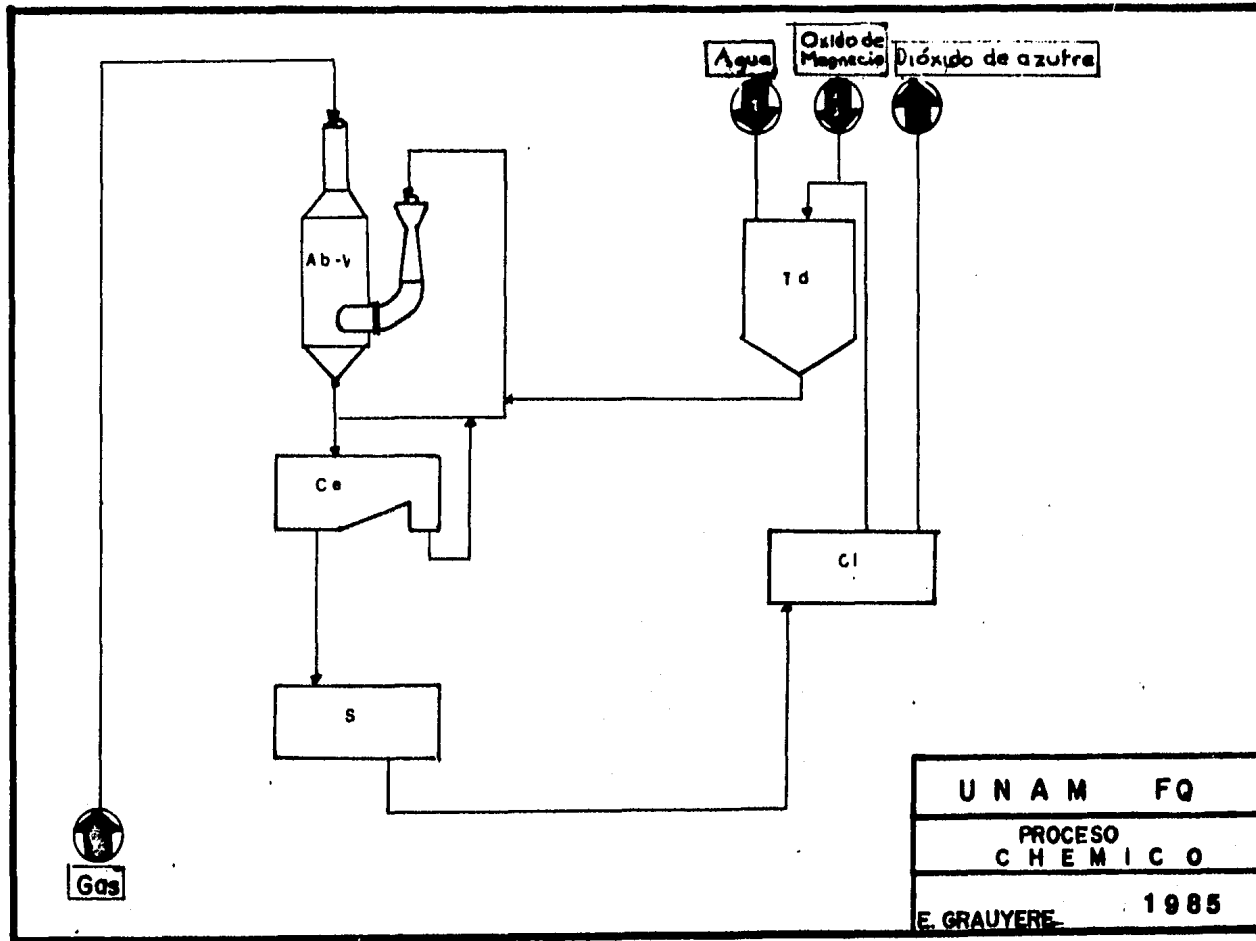 Agua
Oxido de
Magnecio
Dióxido de azufre
Ab-V
Td
Ce
Cl
S
Gas
UNAM FQ
PROCESO
CHEMICO
E. GRAUYERE 1985